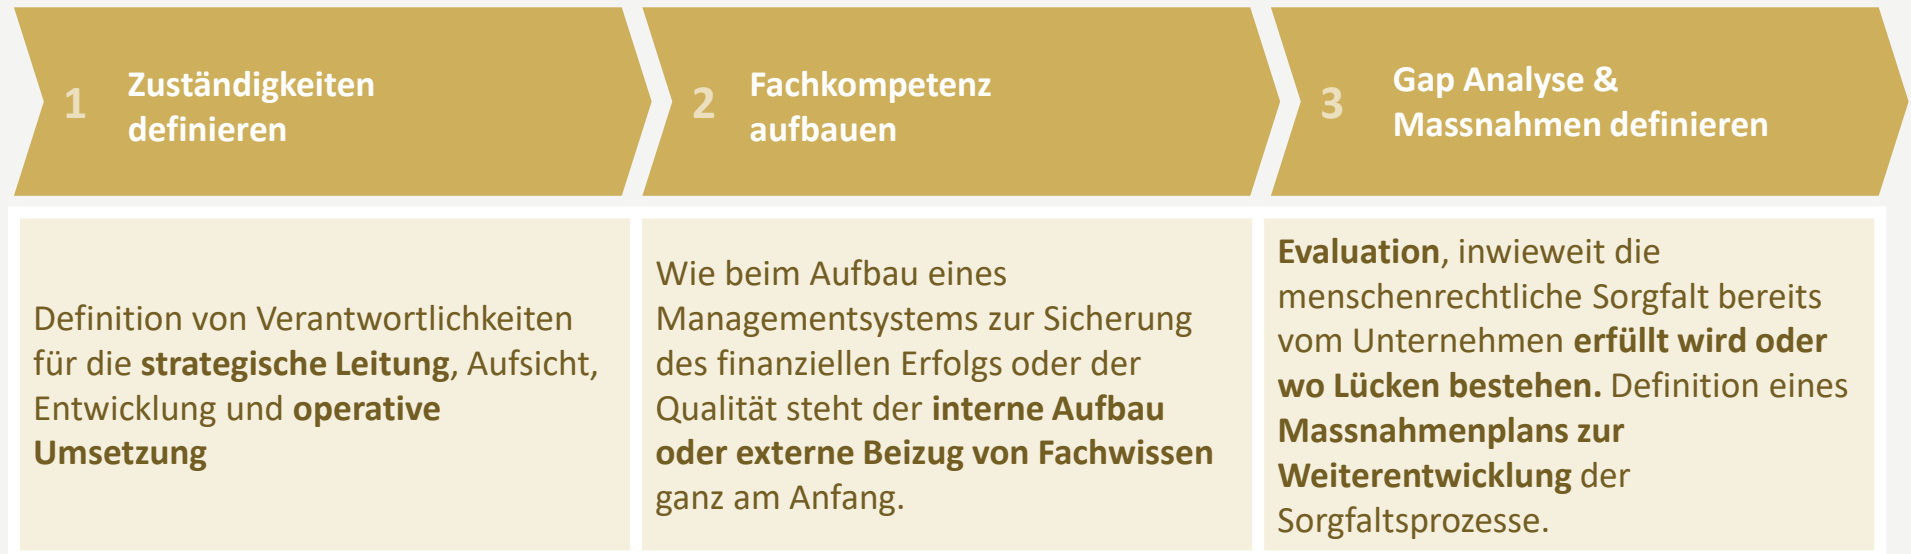 1
Zuständigkeiten
definieren
2
Fachkompetenz
aufbauen
3
Gap Analyse &
Massnahmen definieren
Definition von Verantwortlichkeiten
für die strategische Leitung, Aufsicht,
Entwicklung und operative
Umsetzung
Wie beim Aufbau eines
Managementsystems zur Sicherung
des finanziellen Erfolgs oder der
Qualität steht der interne Aufbau
oder externe Beizug von Fachwissen
ganz am Anfang.
Evaluation, inwieweit die
menschenrechtliche Sorgfalt bereits
vom Unternehmen erfüllt wird oder
wo Lücken bestehen. Definition eines
Massnahmenplans zur
Weiterentwicklung der
Sorgfaltsprozesse.